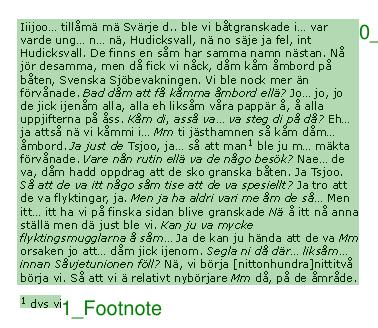 Iiijoo... tillåmä mä Svärje d.. ble vi båtgranskade i... var
varde ung... n... nä, Hudicksvall, nä no säje ja fel, int
Hudicksvall. De finns en såm har samma namn nästan. Nå
jör desamma, men då fick vi nåck, dåm kåm åmbord på
båten, Svenska Sjöbevakningen. Vi ble nock mer än
förvånade. Bad dåm att få kåmma åmbord ellä? Jo... jo, jo
de jick ijenåm alla, alla eh liksåm våra pappär å, å alla
uppjifterna på åss. Kåm di, asså va... va steg di på då? Eh...
ja attså nä vi kåmmi i... Mm ti jästhamnen så kåm dåm...
åmbord. Ja just de Tsjoo, ja... så att man¹ ble ju m... mäkta
förvånade. Vare nån rutin ellä va de någo besök? Nae... de
va, dåm hadd oppdrag att de sko granska båten. Ja Tsjoo.
Så att de va itt någo såm tise att de va spesiellt? Ja tro att
de va flyktingar, ja. Men ja ha aldri vari me åm de så... Men
itt... itt ha vi på finska sidan blive granskade Nä å itt nå anna
ställä men dä just ble vi. Kan ju va mycke
flyktingsmugglarna å såm... Ja de kan ju hända att de va Mm
orsaken jo att... dåm jick ijenom. Segla ni då där... liksåm...
innan Såvjetunionen föll? Nä, vi börja [nittonhundra]nittitvå
börja vi. Så att vi ä relativt nybörjare Mm då, på de åmräde.
0_
¹ dvs vi
1_Footnote